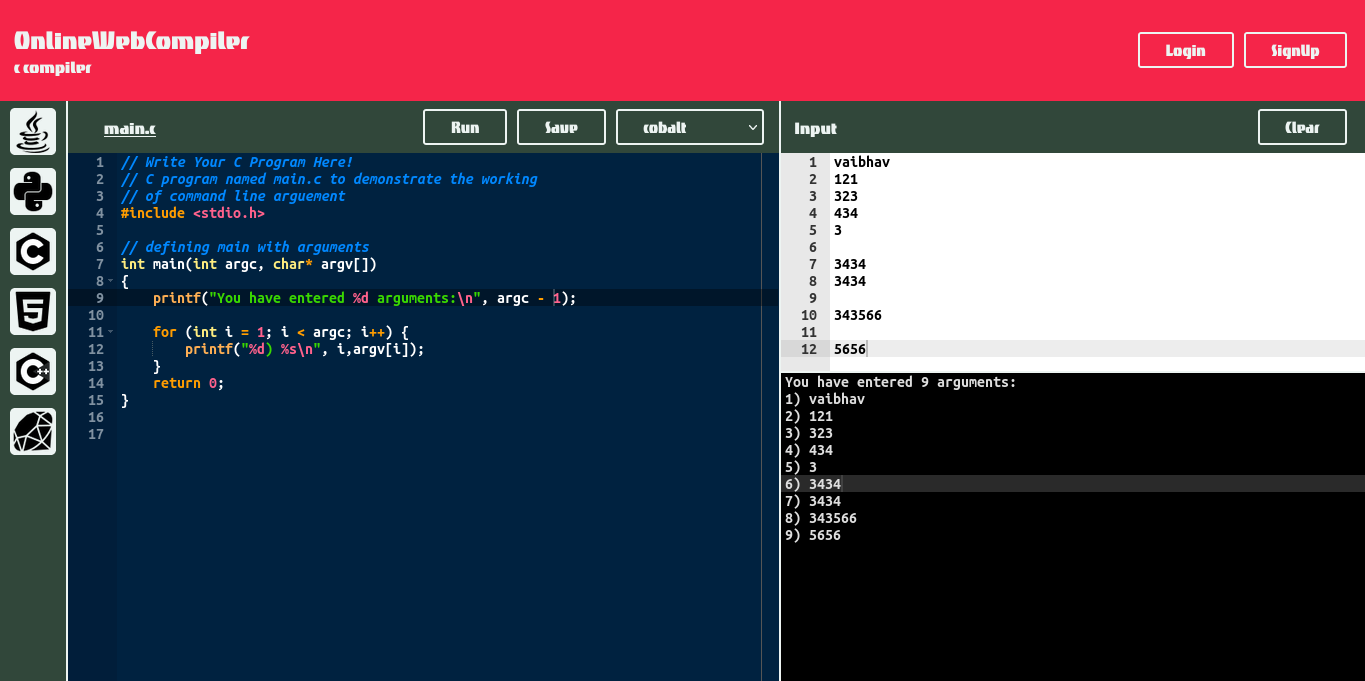 OnlineWebCompiler
c compiler
Login
SignUp
main.c
Run
Save
cobalt
1 // Write Your C Program Here!
2 // C program named main.c to demonstrate the working
3 // of command line arguement
4 #include <stdio.h>
5
6 // defining main with arguments
7 int main(int argc, char* argv[])
8 {
9     printf("You have entered %d arguments:\n", argc - 1);
10
11     for (int i = 1; i < argc; i++) {
12         printf("%d) %s\n", i,argv[i]);
13     }
14     return 0;
15 }
16
17
Input
Clear
1 vaibhav
2 121
3 323
4 434
5 3
6
7 3434
8 3434
9
10 343566
11
12 5656
You have entered 9 arguments:
1) vaibhav
2) 121
3) 323
4) 434
5) 3
6) 3434
7) 3434
8) 343566
9) 5656